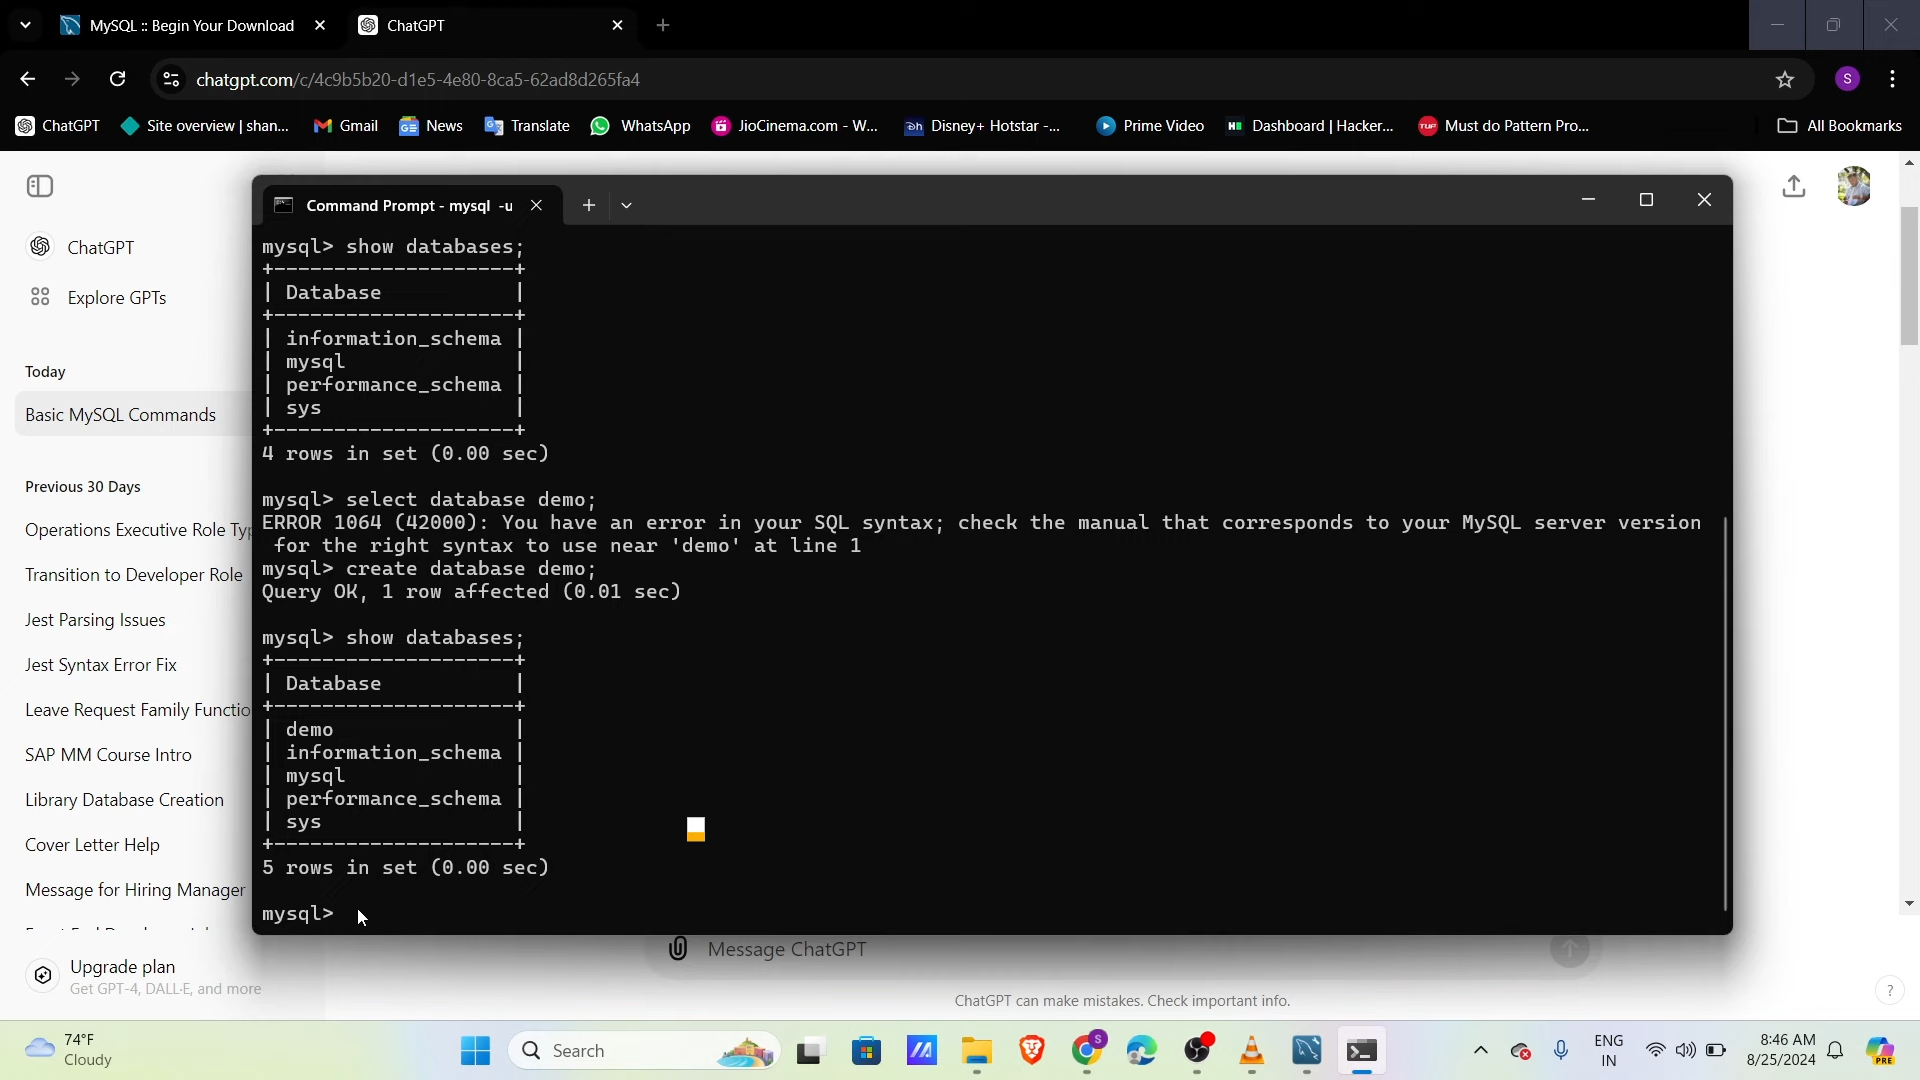 MySQL :: Begin Your Download
ChatGPT
chatgpt.com/c/4c9b5b20-d1e5-4e80-8ca5-62ad8d265fa4
S
ChatGPT
Site overview | shan...
Gmail
News
Translate
WhatsApp
JioCinema.com - W...
Disney+ Hotstar -...
Prime Video
Dashboard | Hacker...
Must do Pattern Pro...
All Bookmarks
ChatGPT
Explore GPTs
Today
Basic MySQL Commands
Previous 30 Days
Operations Executive Role Typ
Transition to Developer Role
Jest Parsing Issues
Jest Syntax Error Fix
Leave Request Family Functio
SAP MM Course Intro
Library Database Creation
Cover Letter Help
Message for Hiring Manager
Upgrade plan
Get GPT-4, DALL·E, and more
Command Prompt - mysql -u
mysql> show databases;
+--------------------+
| Database           |
+--------------------+
| information_schema |
| mysql              |
| performance_schema |
| sys                |
+--------------------+
4 rows in set (0.00 sec)
mysql> select database demo;
ERROR 1064 (42000): You have an error in your SQL syntax; check the manual that corresponds to your MySQL server version
for the right syntax to use near 'demo' at line 1
mysql> create database demo;
Query OK, 1 row affected (0.01 sec)
mysql> show databases;
+--------------------+
| Database           |
+--------------------+
| demo               |
| information_schema |
| mysql              |
| performance_schema |
| sys                |
+--------------------+
5 rows in set (0.00 sec)
mysql>
Message ChatGPT
ChatGPT can make mistakes. Check important info.
?
74°F
Cloudy
Search
S
ENG
IN
8:46 AM
8/25/2024
PRE